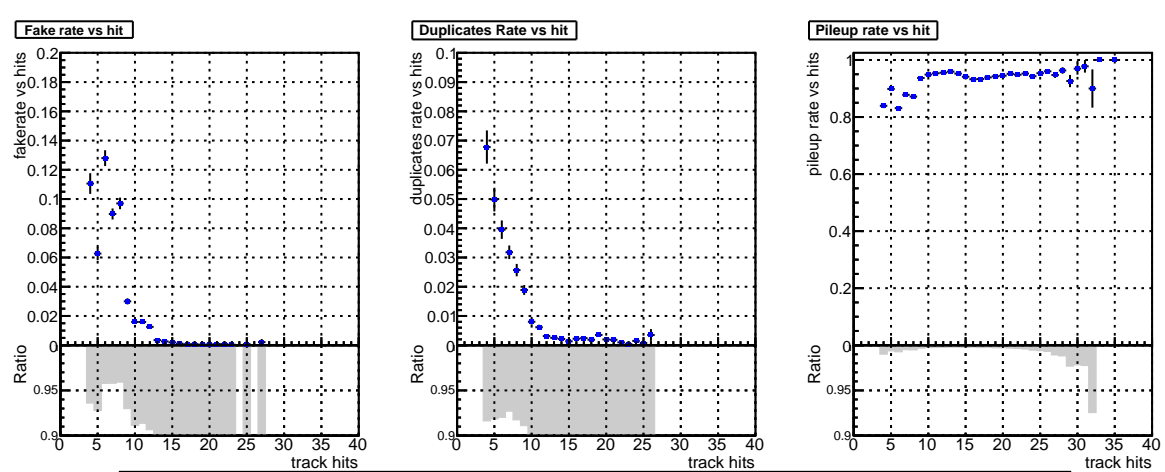 Fake rate vs hit
fakerate vs hits
0.2
0.18
0.16
0.14
0.12
0.1
0.08
0.06
0.04
0.02
0
Ratio
0.95
0.9
0 5 10 15 20 25 30 35 40
track hits
Duplicates Rate vs hit
duplicates rate vs hits
0.1
0.09
0.08
0.07
0.06
0.05
0.04
0.03
0.02
0.01
0
Ratio
0.95
0.9
0 5 10 15 20 25 30 35 40
track hits
Pileup rate vs hit
pileup rate vs hits
1
0.8
0.6
0.4
0.2
0
Ratio
0.95
0.9
0 5 10 15 20 25 30 35 40
track hits